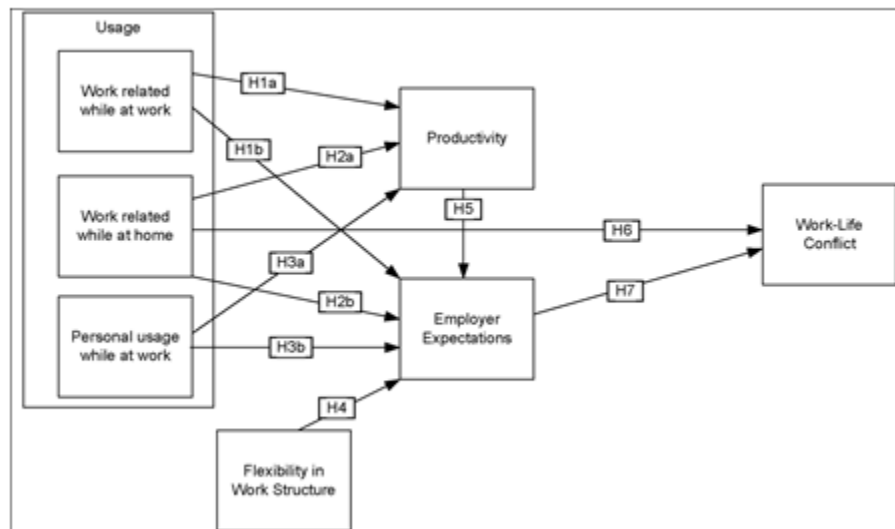 Usage
Work related
while at work
H1a
Productivity
H1b
H2a
Work related
while at home
H5
H6
Work-Life
Conflict
H3a
H7
H2b
Employer
Expectations
Personal usage
while at work
H3b
H4
Flexibility in
Work Structure